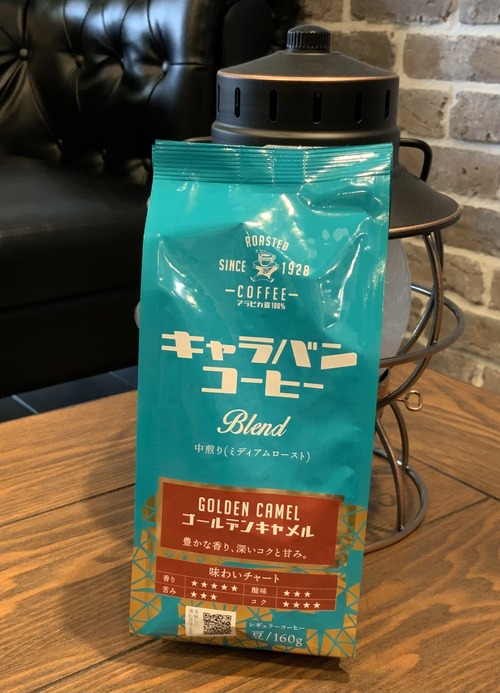 ROASTED
SINCE 1928
COFFEE
アラビカ豆100%
キャラバン
コーヒー
Blend
中煎り(ミディアムロースト)
GOLDEN CAMEL
ゴールデンキャメル
豊かな香り、深いコクと甘み。
味わいチャート
香り ★★★★★ 酸味 ★★★
苦み ★★★ コク ★★★★
レギュラーコーヒー
豆/160g